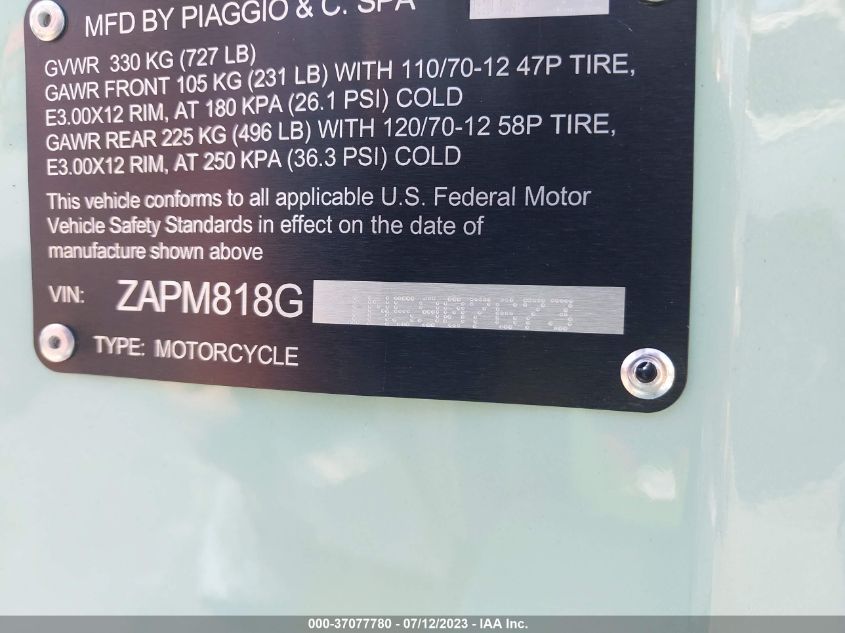 MFD BY PIAGGIO & C. SPA
GVWR 330 KG (727 LB)
GAWR FRONT 105 KG (231 LB) WITH 110/70-12 47P TIRE,
E3.00X12 RIM, AT 180 KPA (26.1 PSI) COLD
GAWR REAR 225 KG (496 LB) WITH 120/70-12 58P TIRE,
E3.00X12 RIM, AT 250 KPA (36.3 PSI) COLD
This vehicle conforms to all applicable U.S. Federal Motor
Vehicle Safety Standards in effect on the date of
manufacture shown above
VIN: ZAPM818G
TYPE: MOTORCYCLE
000-37077780 - 07/12/2023 - IAA Inc.